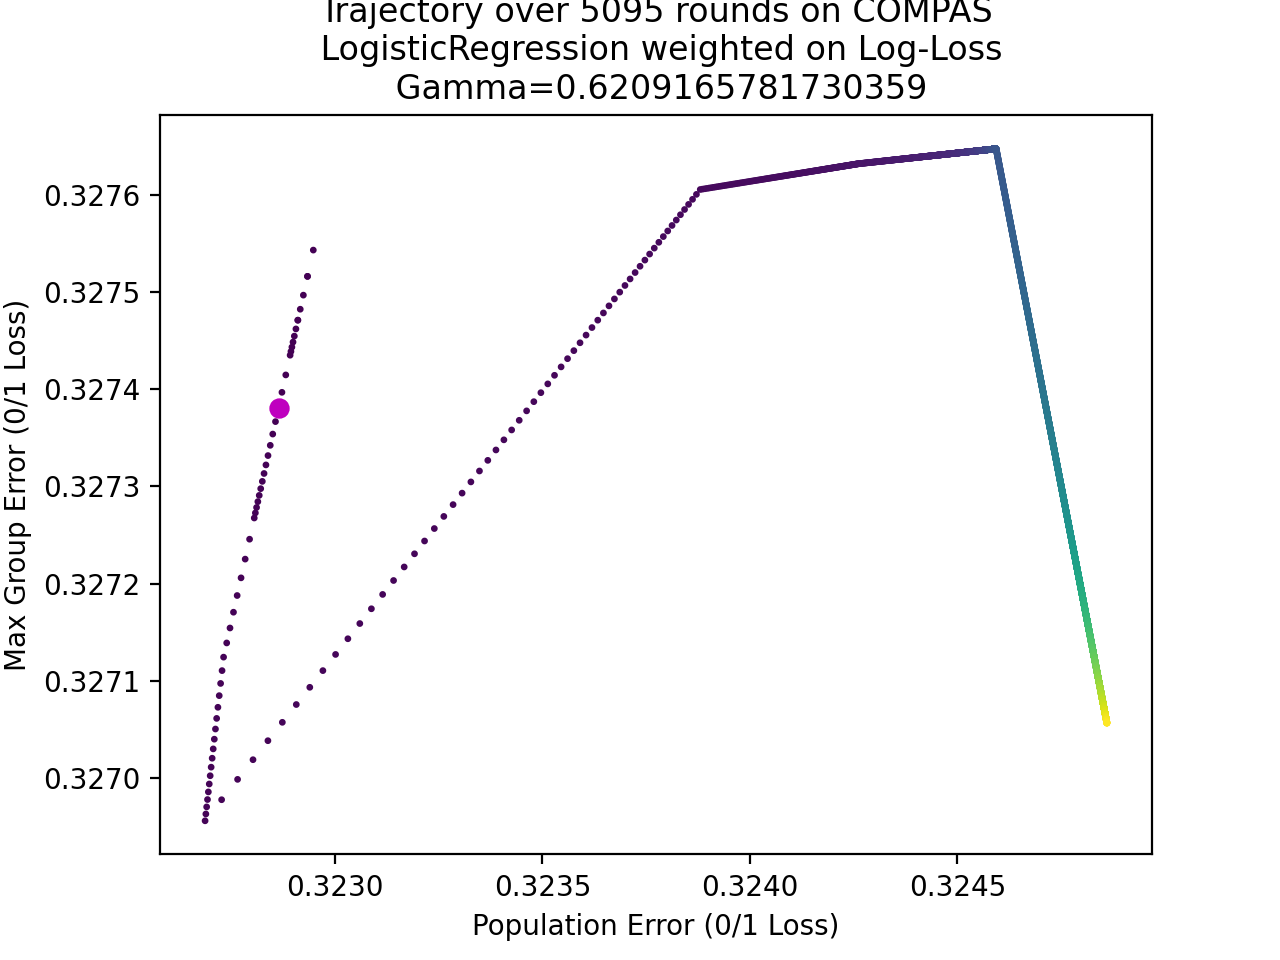 Trajectory over 5095 rounds on COMPAS
LogisticRegression weighted on Log-Loss
Gamma=0.6209165781730359
Max Group Error (0/1 Loss)
0.3276
0.3275
0.3274
0.3273
0.3272
0.3271
0.3270
0.3230
0.3235
0.3240
0.3245
Population Error (0/1 Loss)